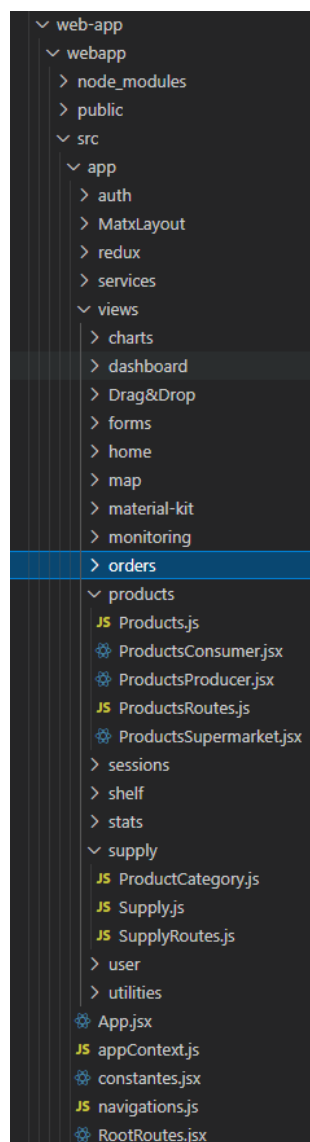 web-app
webapp
node_modules
public
src
app
auth
MatxLayout
redux
services
views
charts
dashboard
Drag&Drop
forms
home
map
material-kit
monitoring
orders
products
JS Products.js
ProductsConsumer.jsx
ProductsProducer.jsx
JS ProductsRoutes.js
ProductsSupermarket.jsx
sessions
shelf
stats
supply
JS ProductCategory.js
JS Supply.js
JS SupplyRoutes.js
user
utilities
App.jsx
JS appContext.js
constantes.jsx
JS navigations.js
RootRoutes.jsx